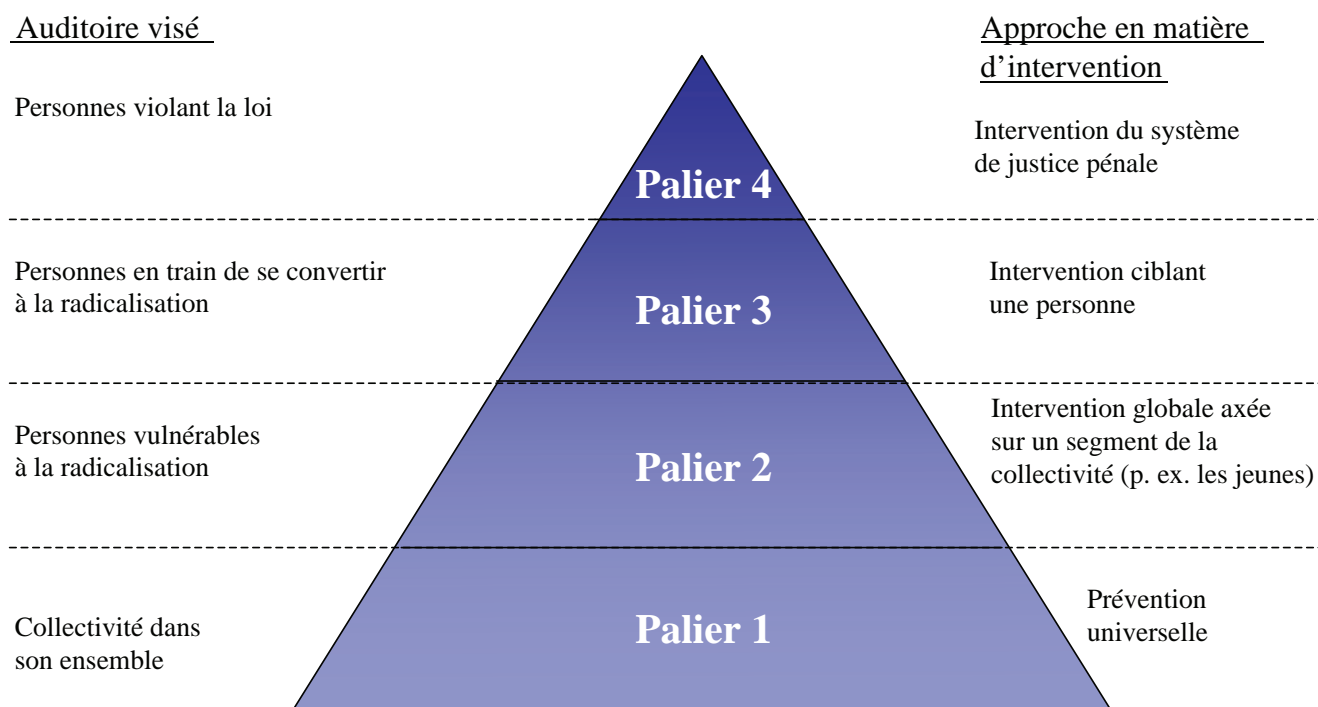 Auditoire visé
Approche en matière
d'intervention
Personnes violant la loi
Intervention du système
de justice pénale
Palier 4
Personnes en train de se convertir
à la radicalisation
Palier 3
Intervention ciblant
une personne
Personnes vulnérables
à la radicalisation
Palier 2
Intervention globale axée
sur un segment de la
collectivité (p. ex. les jeunes)
Collectivité dans
son ensemble
Palier 1
Prévention
universelle